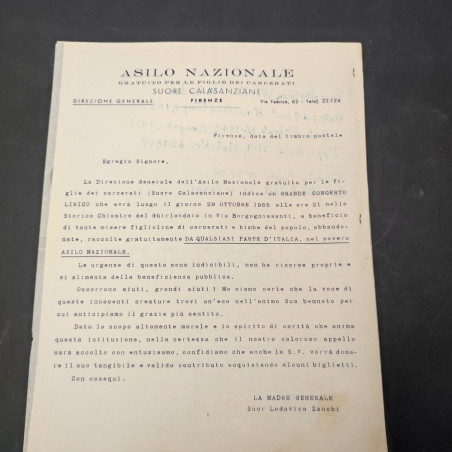 ASILO NAZIONALE
GRATUITO PER LE FIGLIE DEI CARCERATI
SUORE CALASANZIANE
DIREZIONE GENERALE FIRENZE Via Faenza, 62 - Telef. 22.124
Firenze, data del timbro postale
Egregio Signore,
La Direzione Generale dell'Asilo Nazionale gratuito per le fi=
glie dei carcerati (Suore Calasanziane) indice un GRANDE CONCERTO
LIRICO che avrà luogo il giorno 29 OTTOBRE 1955 alle ore 21 nello
Storico Chiostro del Ghirlandaio in Via Borgognissanti, a beneficio
di tante misere figlioline di carcerati e bimbe del popolo, abbando=
nate, raccolte gratuitamente DA QUALSIASI PARTE D'ITALIA, nel povero
ASILO NAZIONALE.
Le urgenze di questo sono indicibili, non ha risorse proprie e
si alimenta della beneficienza pubblica.
Occorrono aiuti, grandi aiuti! Ma siamo certe che la voce di
queste innocenti creature trovi un'eco nell'animo Suo bennato per
cui anticipiamo il grazie più sentito.
Dato lo scopo altamente morale e lo spirito di carità che anima
questa istituzione, nella certezza che il nostro caloroso appello
sarà accolto con entusiasmo, confidiamo che anche la S.V. vorrà dona=
re il suo tangibile e valido contributo acquistando alcuni biglietti.
Con ossequi.
LA MADRE GENERALE
Suor Lodovica Zanobi